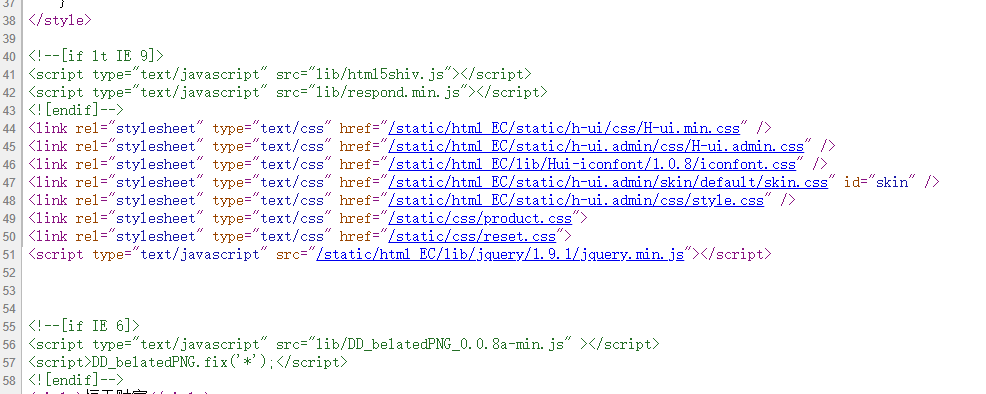 37 }
38 </style>
39
40 <!--[if lt IE 9]>
41 <script type="text/javascript" src="lib/html5shiv.js"></script>
42 <script type="text/javascript" src="lib/respond.min.js"></script>
43 <![endif]-->
44 <link rel="stylesheet" type="text/css" href="/static/html_EC/static/h-ui/css/H-ui.min.css" />
45 <link rel="stylesheet" type="text/css" href="/static/html_EC/static/h-ui.admin/css/H-ui.admin.css" />
46 <link rel="stylesheet" type="text/css" href="/static/html_EC/lib/Hui-iconfont/1.0.8/iconfont.css" />
47 <link rel="stylesheet" type="text/css" href="/static/html_EC/static/h-ui.admin/skin/default/skin.css" id="skin" />
48 <link rel="stylesheet" type="text/css" href="/static/html_EC/static/h-ui.admin/css/style.css" />
49 <link rel="stylesheet" type="text/css" href="/static/css/product.css">
50 <link rel="stylesheet" type="text/css" href="/static/css/reset.css">
51 <script type="text/javascript" src="/static/html_EC/lib/jquery/1.9.1/jquery.min.js"></script>
52
53
54
55 <!--[if IE 6]>
56 <script type="text/javascript" src="lib/DD_belatedPNG_0.0.8a-min.js" ></script>
57 <script>DD_belatedPNG.fix('*');</script>
58 <![endif]-->